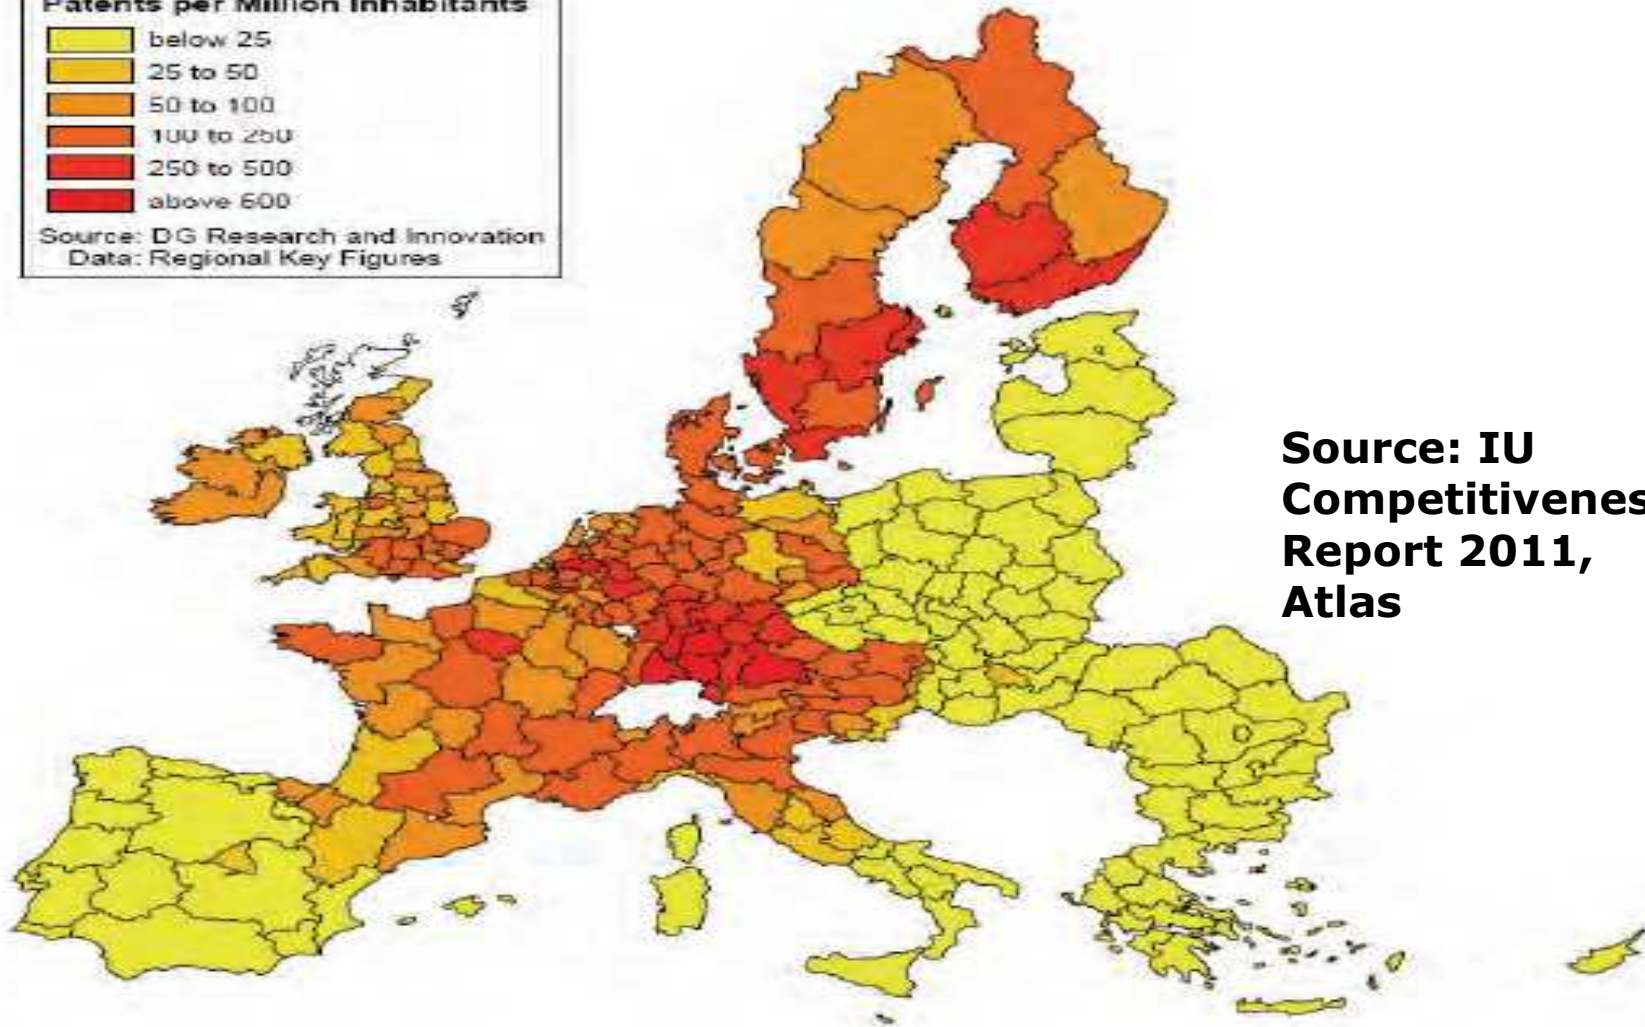 Patents per Million Inhabitants
below 25
25 to 50
50 to 100
100 to 250
250 to 500
above 500
Source: DG Research and Innovation
Data: Regional Key Figures
Source: IU
Competitivenes
Report 2011,
Atlas